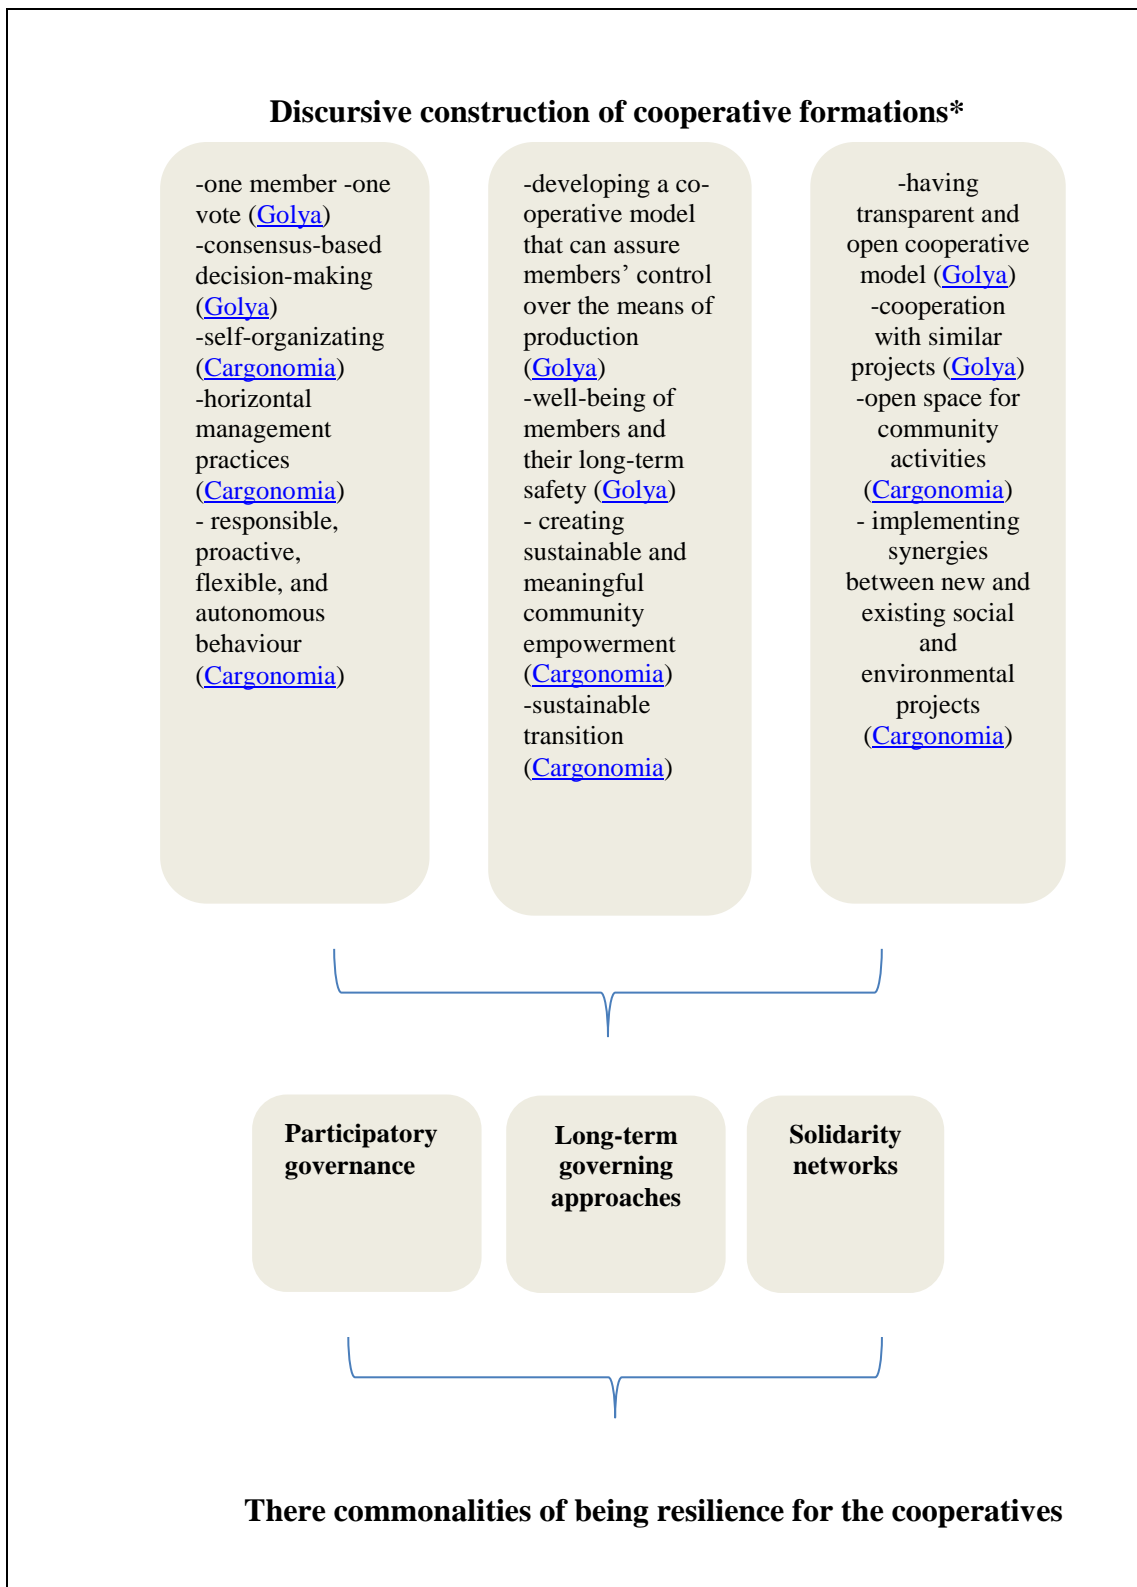 Discursive construction of cooperative formations*
-one member -one
vote (Golya)
-consensus-based
decision-making
(Golya)
-self-organizating
(Cargonomia)
-horizontal
management
practices
(Cargonomia)
- responsible,
proactive,
flexible, and
autonomous
behaviour
(Cargonomia)
-developing a co-
operative model
that can assure
members’ control
over the means of
production
(Golya)
-well-being of
members and
their long-term
safety (Golya)
- creating
sustainable and
meaningful
community
empowerment
(Cargonomia)
-sustainable
transition
(Cargonomia)
-having
transparent and
open cooperative
model (Golya)
-cooperation
with similar
projects (Golya)
-open space for
community
activities
(Cargonomia)
- implementing
synergies
between new and
existing social
and
environmental
projects
(Cargonomia)
Participatory
governance
Long-term
governing
approaches
Solidarity
networks
There commonalities of being resilience for the cooperatives